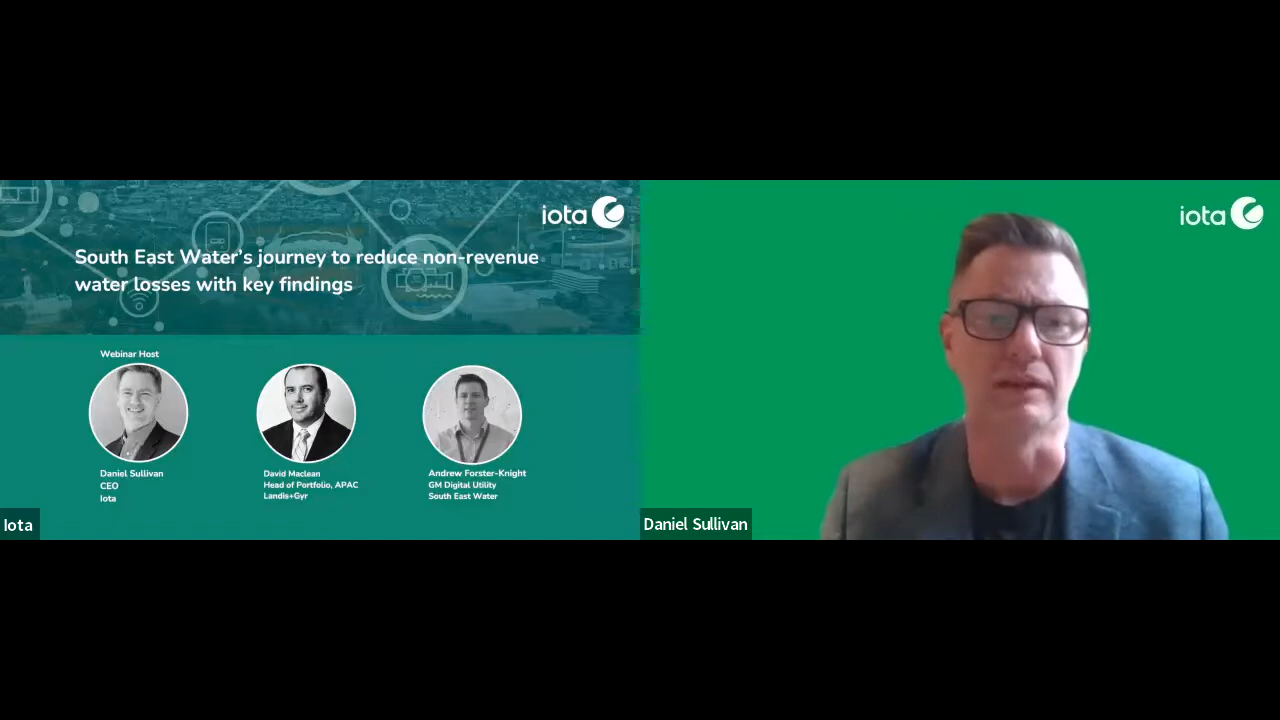 iota
South East Water's journey to reduce non-revenue
water losses with key findings
Webinar Host
Daniel Sullivan
CEO
Iota
David Maclean
Head of Portfolio, APAC
Landis+Gyr
Andrew Forster-Knight
GM Digital Utility
South East Water
Iota
iota
Daniel Sullivan